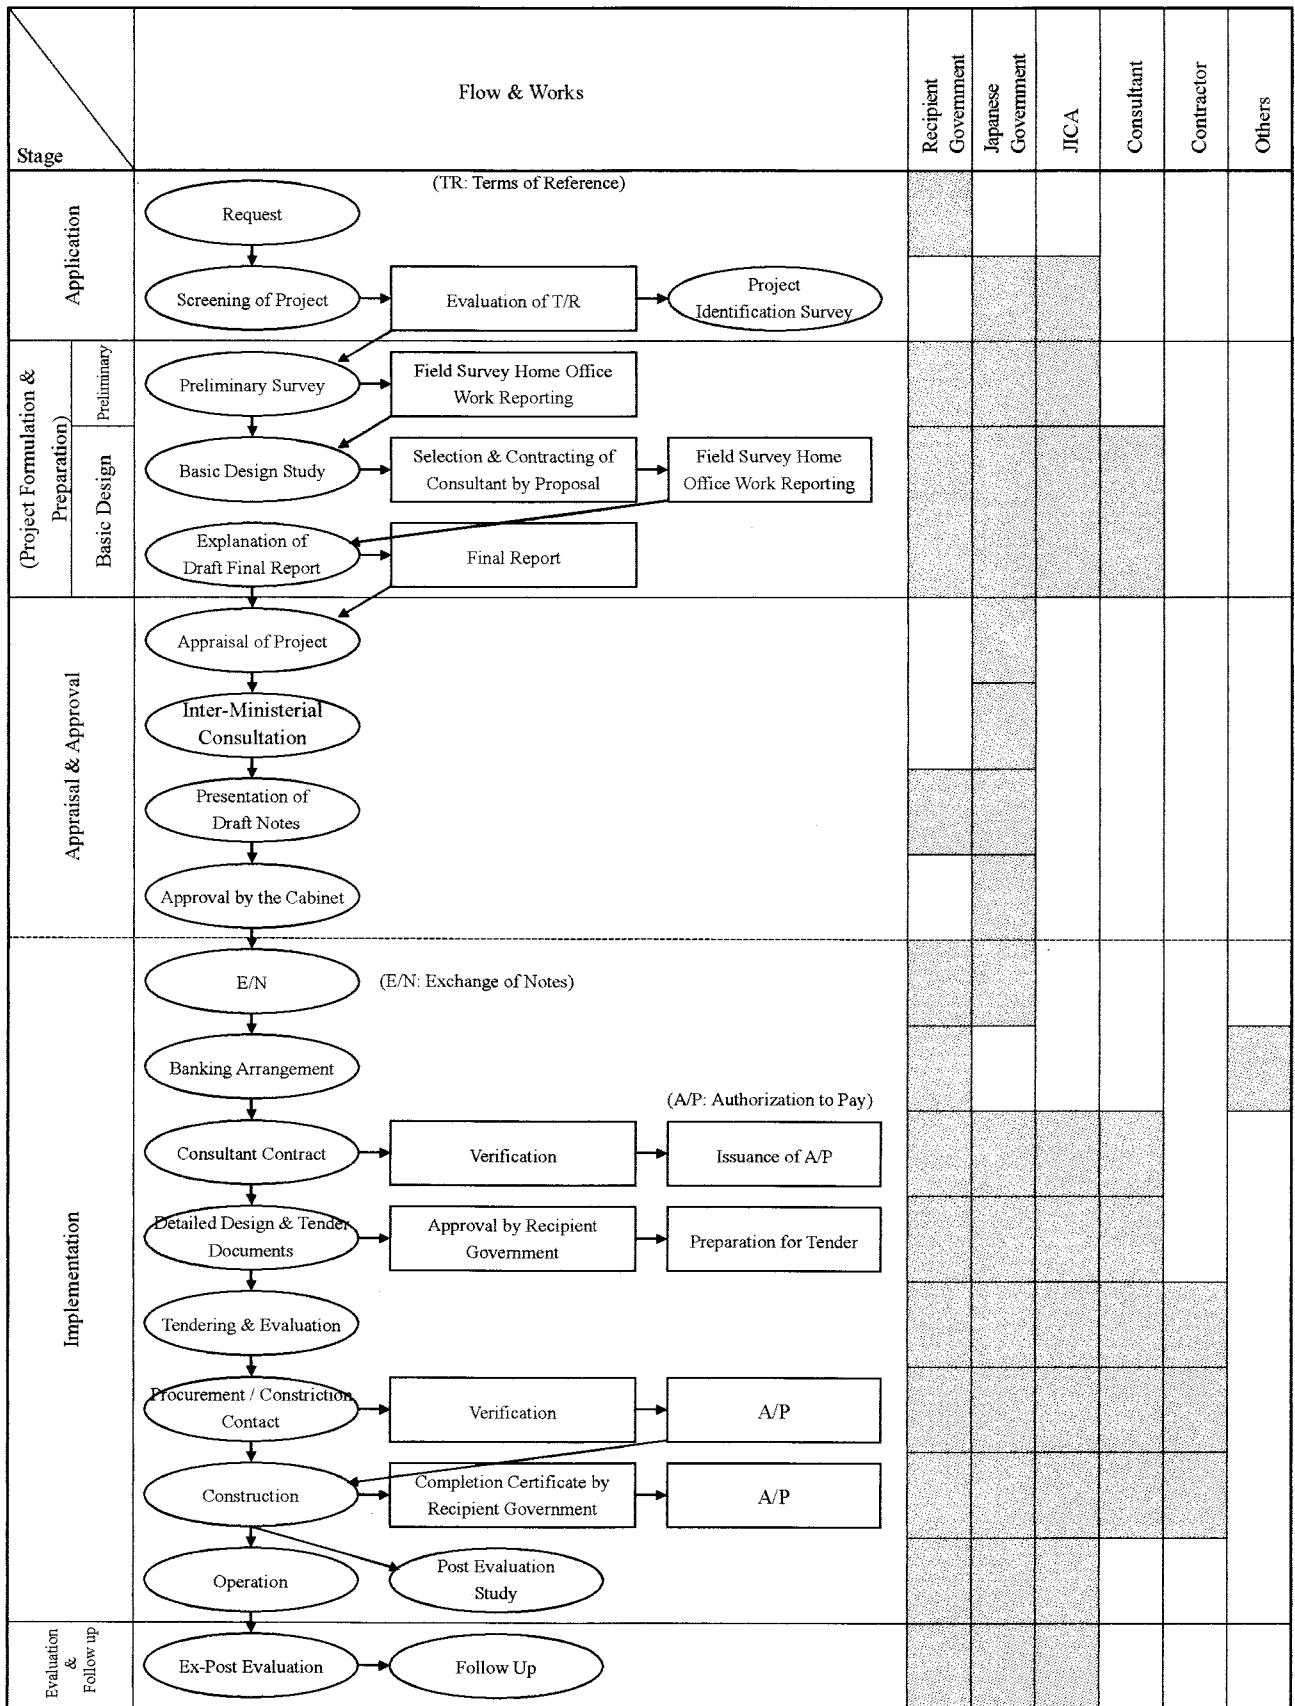 Stage
Flow & Works
Recipient
Government
Japanese
Government
JICA
Consultant
Contractor
Others
Application
(TR: Terms of Reference)
Request
Screening of Project
Evaluation of T/R
Project
Identification Survey
(Project Formulation &
Preparation)
Preliminary
Preliminary Survey
Field Survey Home Office
Work Reporting
Basic Design
Basic Design Study
Selection & Contracting of
Consultant by Proposal
Field Survey Home
Office Work Reporting
Explanation of
Draft Final Report
Final Report
Appraisal & Approval
Appraisal of Project
Inter-Ministerial
Consultation
Presentation of
Draft Notes
Approval by the Cabinet
Implementation
E/N
(E/N: Exchange of Notes)
Banking Arrangement
(A/P: Authorization to Pay)
Consultant Contract
Verification
Issuance of A/P
Detailed Design & Tender
Documents
Approval by Recipient
Government
Preparation for Tender
Tendering & Evaluation
Procurement / Constriction
Contact
Verification
A/P
Construction
Completion Certificate by
Recipient Government
A/P
Operation
Post Evaluation
Study
Evaluation
&
Follow up
Ex-Post Evaluation
Follow Up